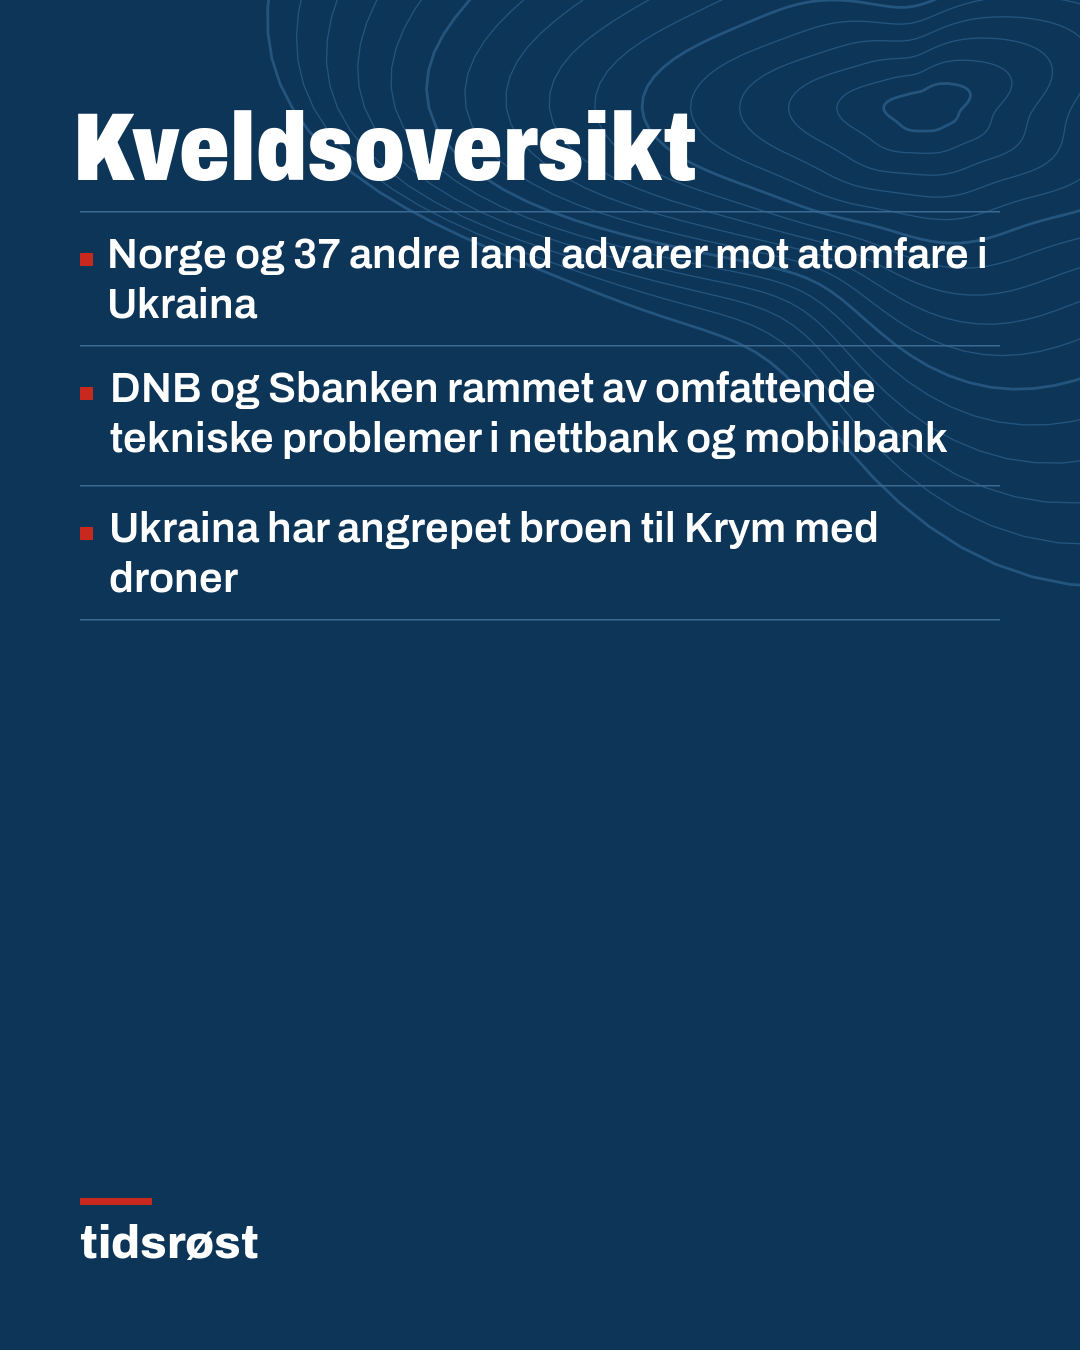 Kveldsoversikt
Norge og 37 andre land advarer mot atomfare i
Ukraina
DNB og Sbanken rammet av omfattende
tekniske problemer i nettbank og mobilbank
Ukraina har angrepet broen til Krym med
droner
tidsrøst